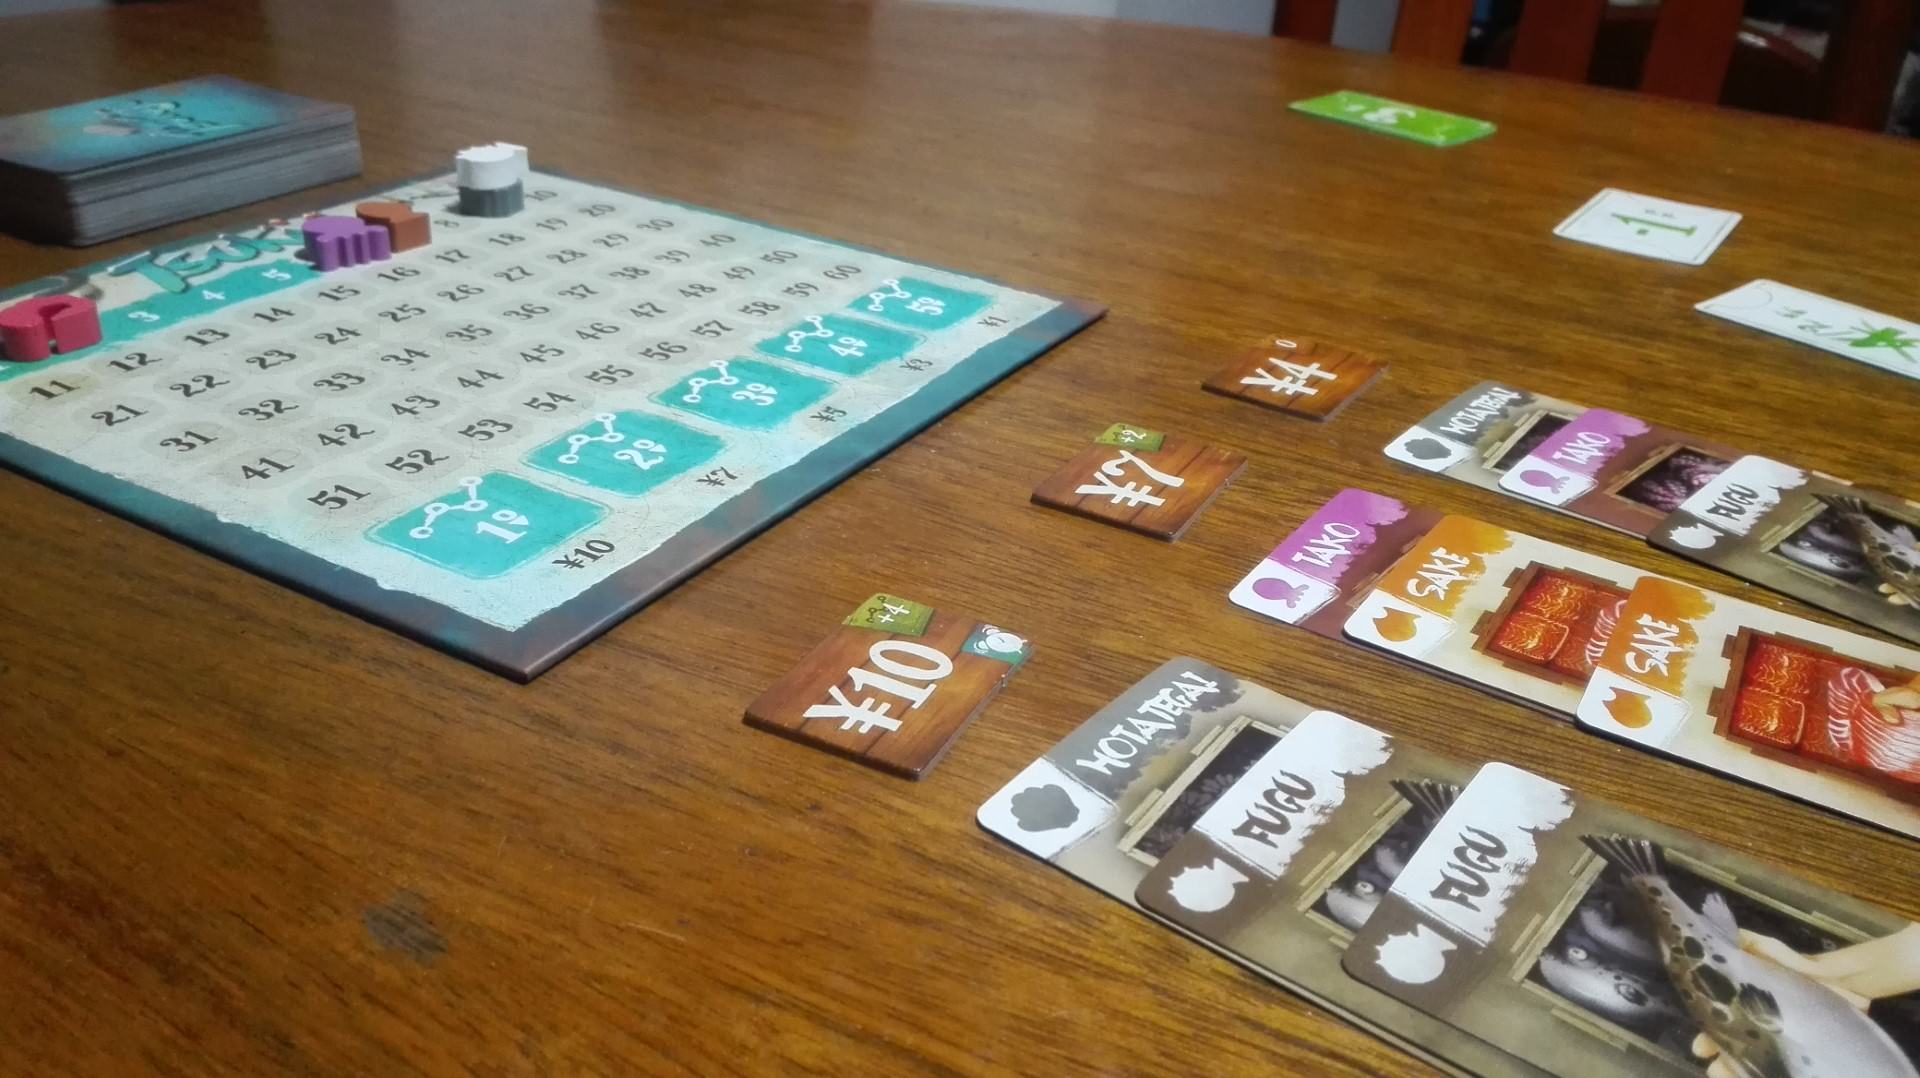 TSUK
3 4 5 8 10
11 12 13 14 15 16 17 18 19 20
21 22 23 24 25 26 27 28 29 30
31 32 33 34 35 36 37 38 39 40
41 42 43 44 45 46 47 48 49 50
51 52 53 54 55 56 57 58 59 60
1º 2º 3º 4º 5º
¥10 ¥7 ¥5 ¥3 ¥1
-1
¥4 0
HOTATEGAI TAKO FUGU
+2
¥7
TAKO SAKE SAKE
+4
¥10
HOTATEGAI FUGU FUGU